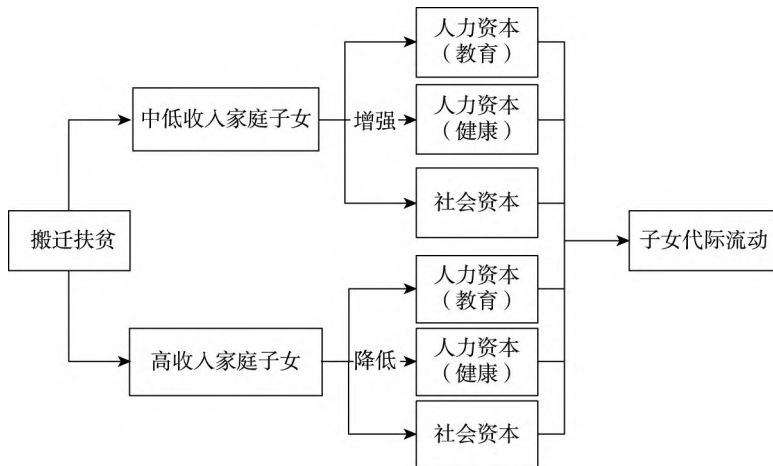 人力资本
（教育）
中低收入家庭子女
增强
人力资本
（健康）
社会资本
搬迁扶贫
子女代际流动
人力资本
（教育）
高收入家庭子女
降低
人力资本
（健康）
社会资本